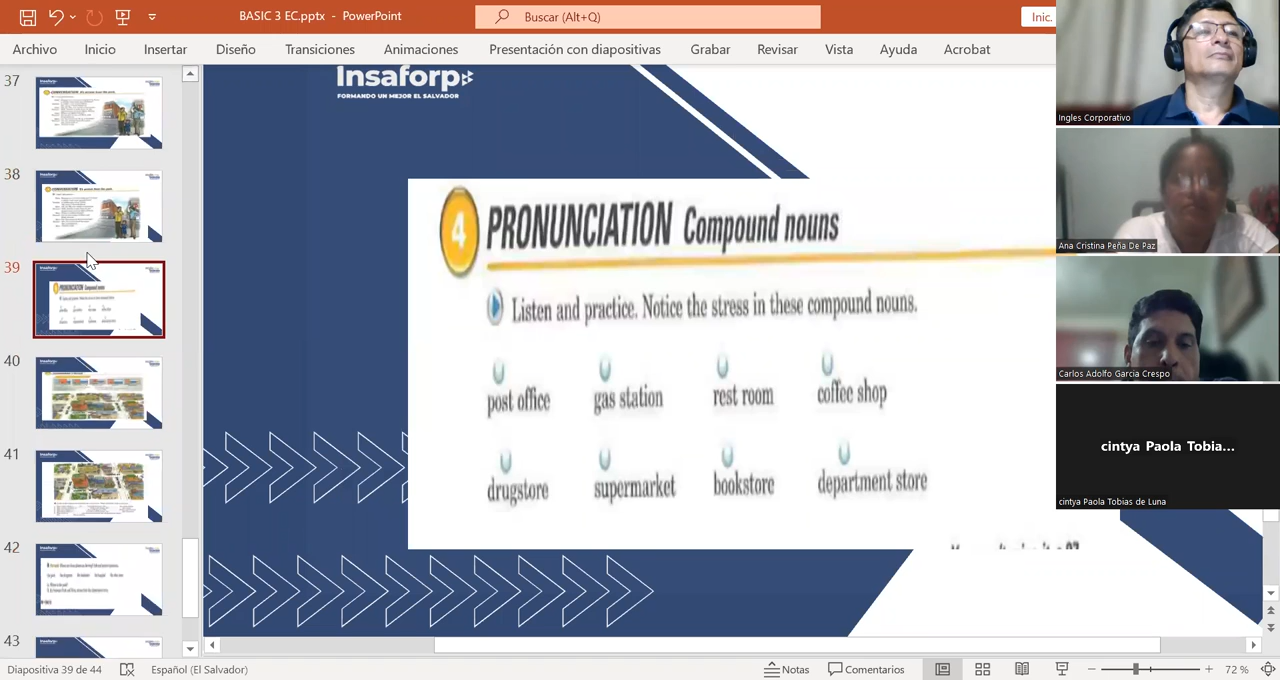 BASIC 3 EC.pptx - PowerPoint
Buscar (Alt+Q)
Inic.
Archivo Inicio Insertar Diseño Transiciones Animaciones Presentación con diapositivas Grabar Revisar Vista Ayuda Acrobat
37
38
39
40
41
42
43
Insaforp
FORMANDO UN MEJOR EL SALVADOR
4 PRONUNCIATION Compound nouns
Listen and practice. Notice the stress in these compound nouns.
post office gas station rest room coffee shop
drugstore supermarket bookstore department store
Ingles Corporativo
Ana Cristina Peña De Paz
Carlos Adolfo Garcia Crespo
cintya Paola Tobia...
cintya Paola Tobias de Luna
Diapositiva 39 de 44 Español (El Salvador) Notas Comentarios 72 %